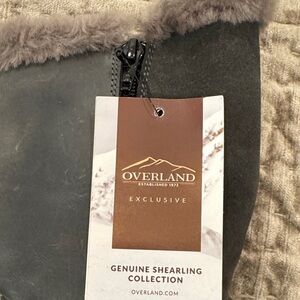 OVERLAND
ESTABLISHED 1973
EXCLUSIVE
GENUINE SHEARLING
COLLECTION
OVERLAND.COM